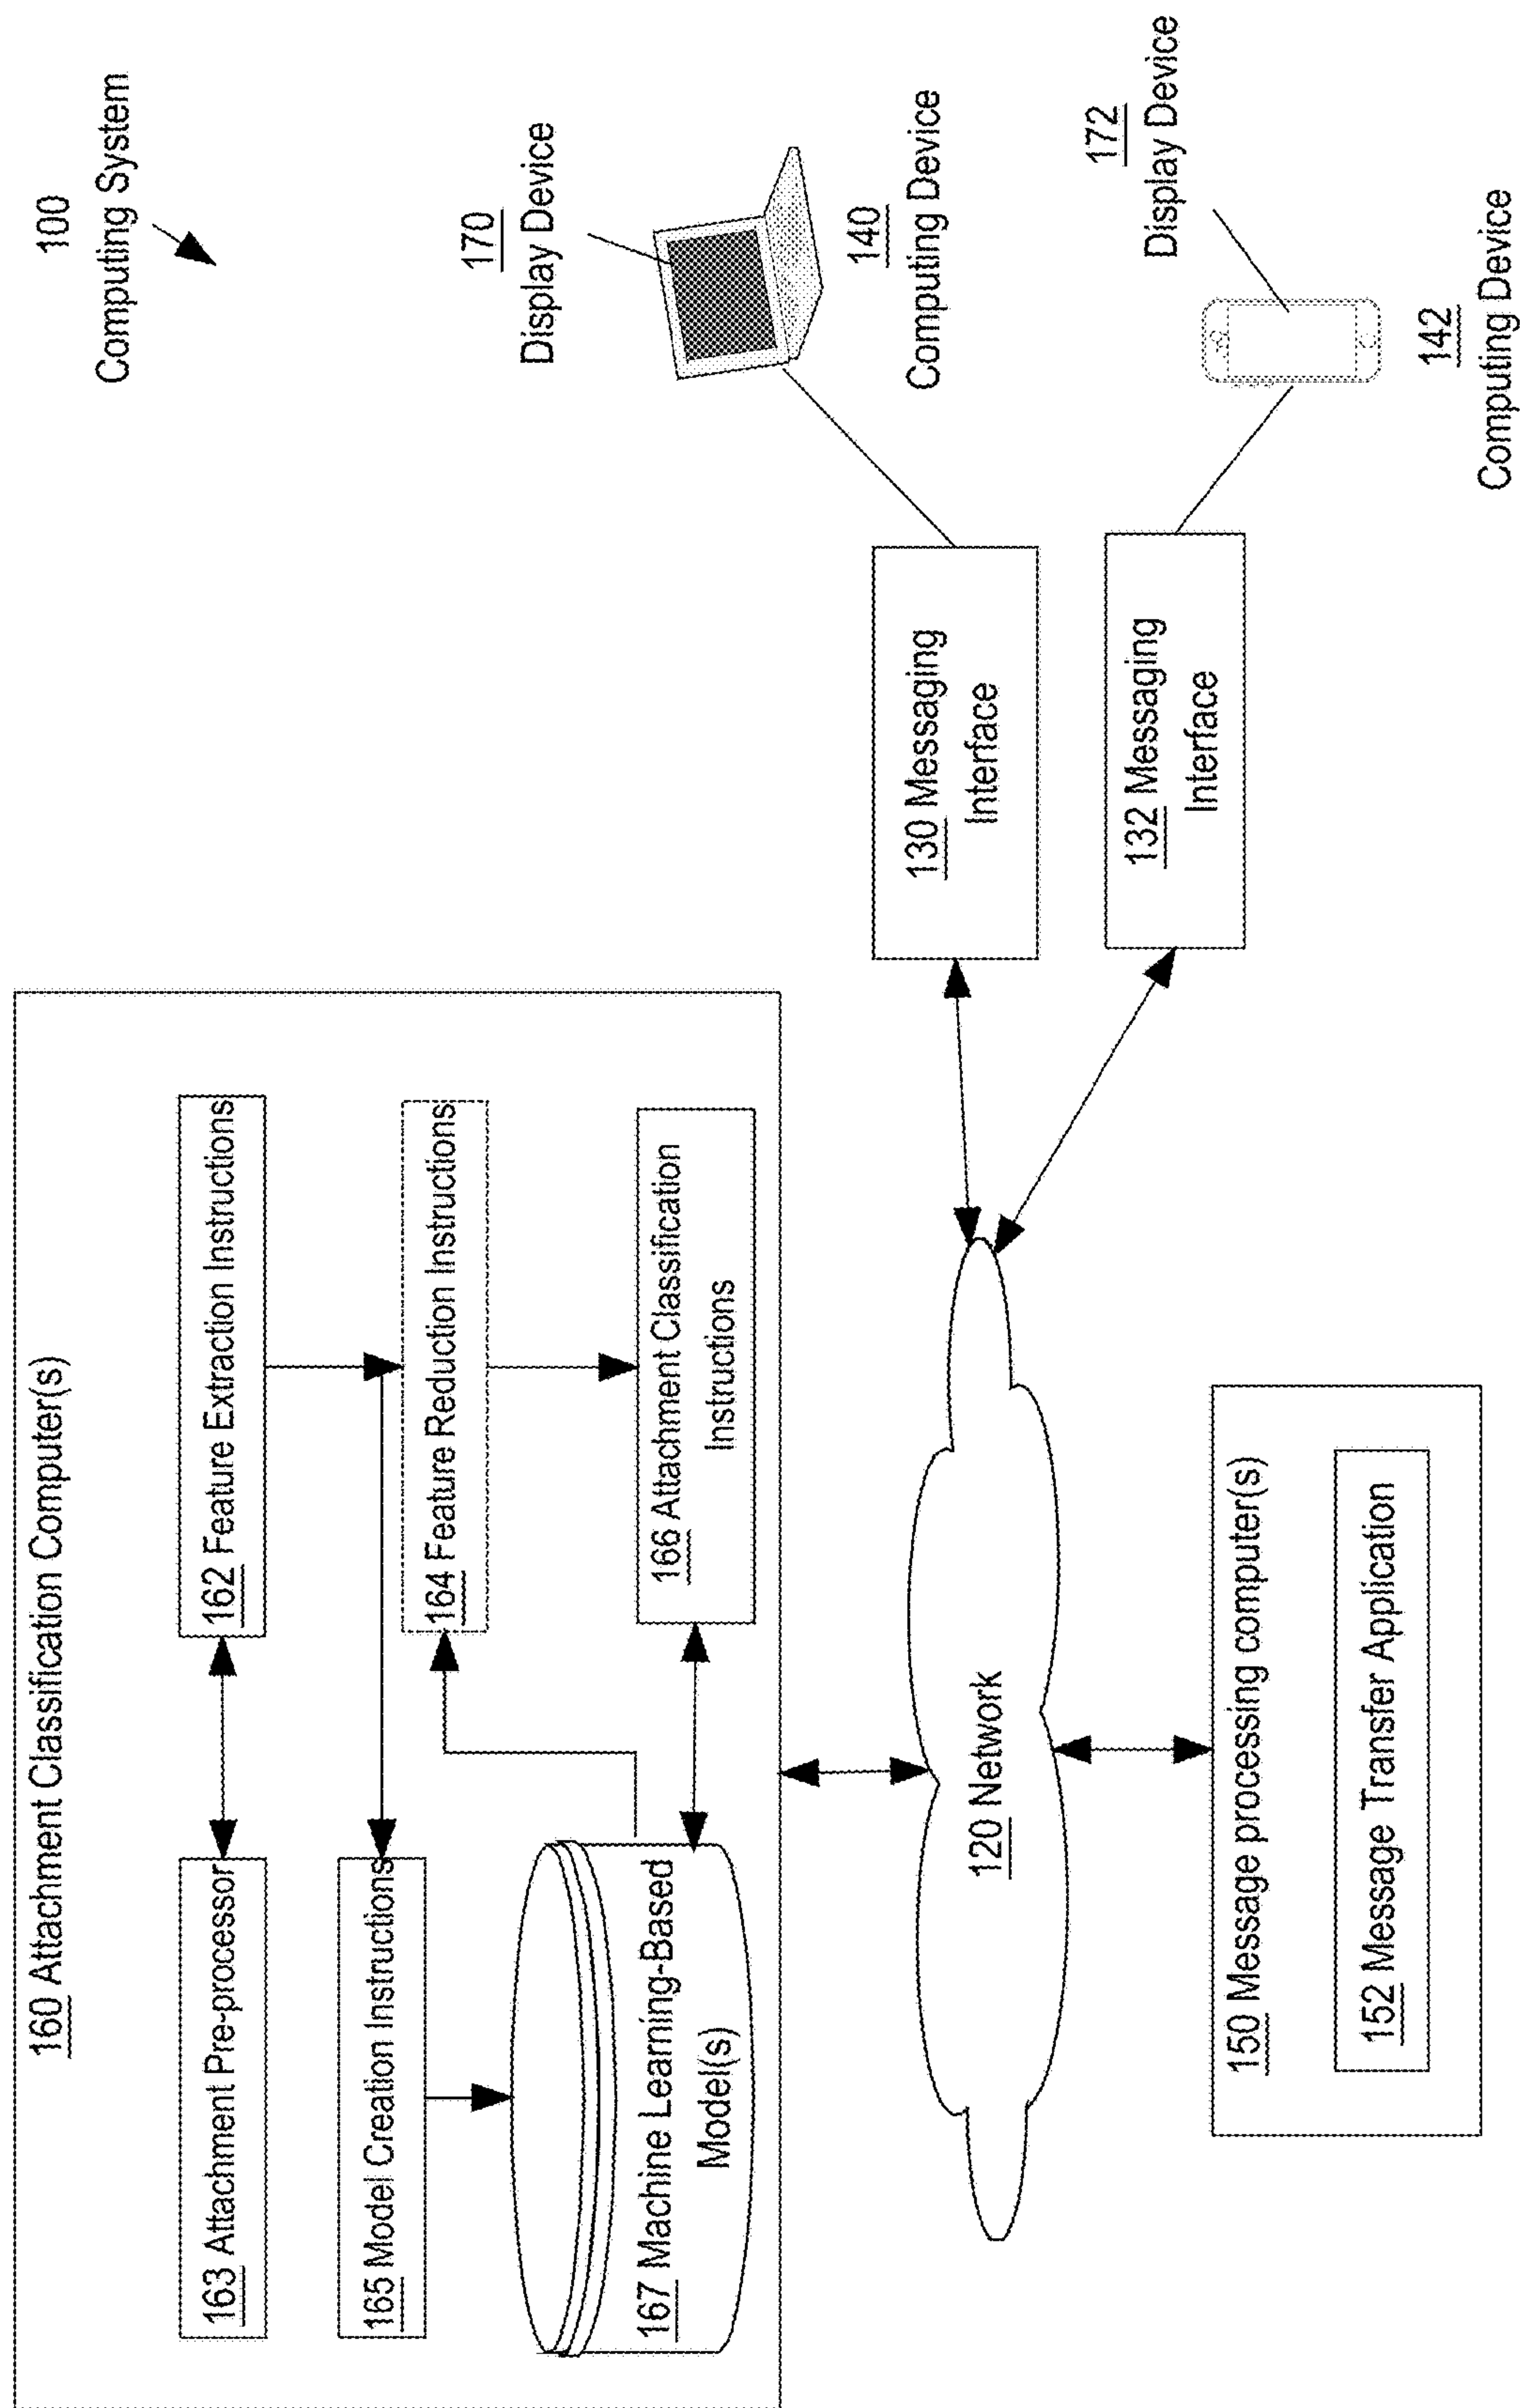 100
Computing System
160 Attachment Classification Computer(s)
163 Attachment Pre-processor
162 Feature Extraction Instructions
165 Model Creation Instructions
164 Feature Reduction Instructions
167 Machine Learning-Based
Model(s)
166 Attachment Classification
Instructions
170
Display Device
140
Computing Device
130 Messaging
Interface
120 Network
132 Messaging
Interface
172
Display Device
142
Computing Device
150 Message processing computer(s)
152 Message Transfer Application